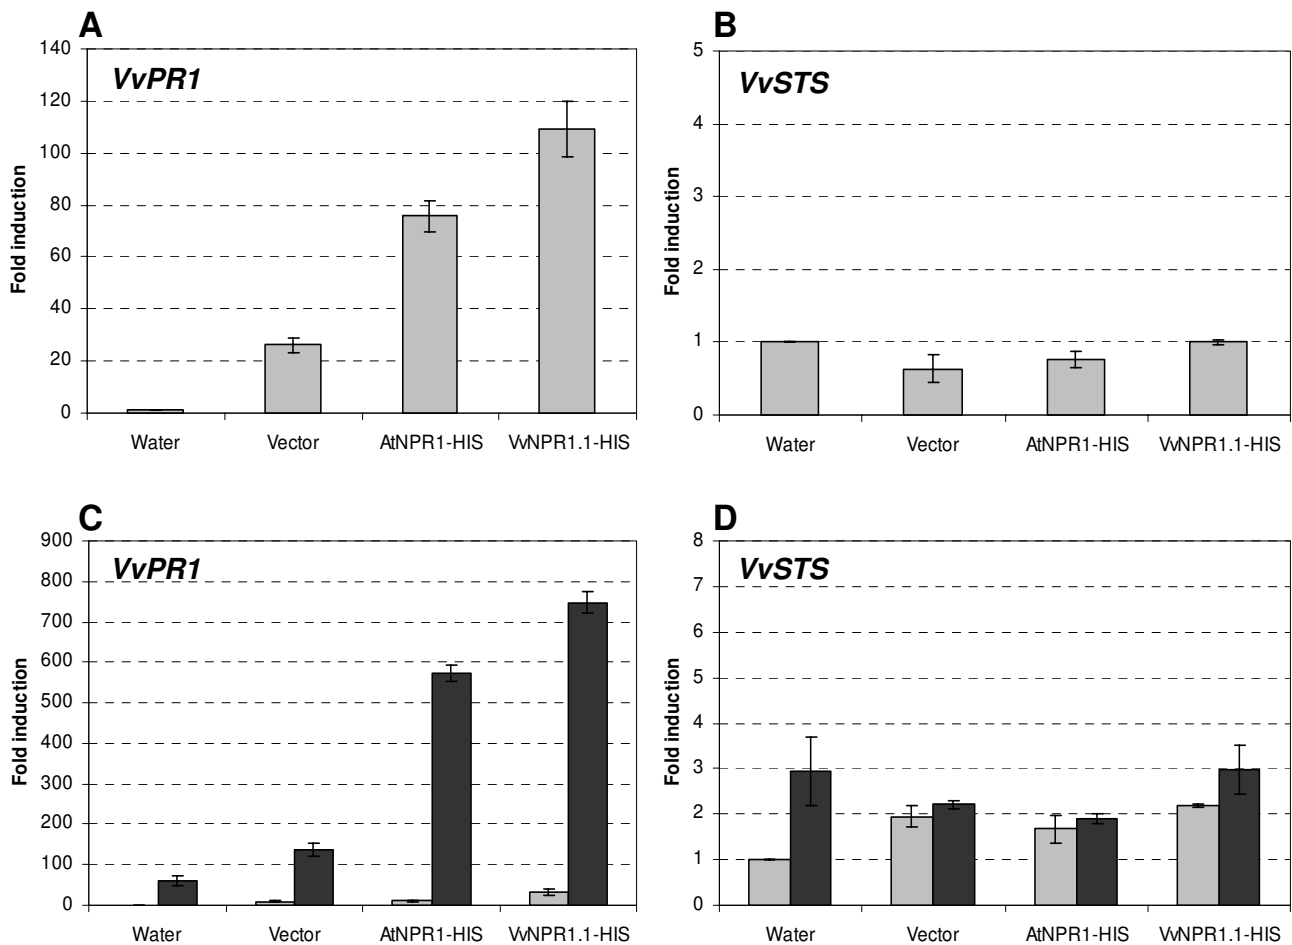 A
VvPR1
Fold induction
140
120
100
80
60
40
20
0
Water Vector AtNPR1-HIS VvNPR1.1-HIS
B
VvSTS
Fold induction
5
4
3
2
1
0
Water Vector AtNPR1-HIS VvNPR1.1-HIS
C
VvPR1
Fold induction
900
800
700
600
500
400
300
200
100
0
Water Vector AtNPR1-HIS VvNPR1.1-HIS
D
VvSTS
Fold induction
8
7
6
5
4
3
2
1
0
Water Vector AtNPR1-HIS VvNPR1.1-HIS